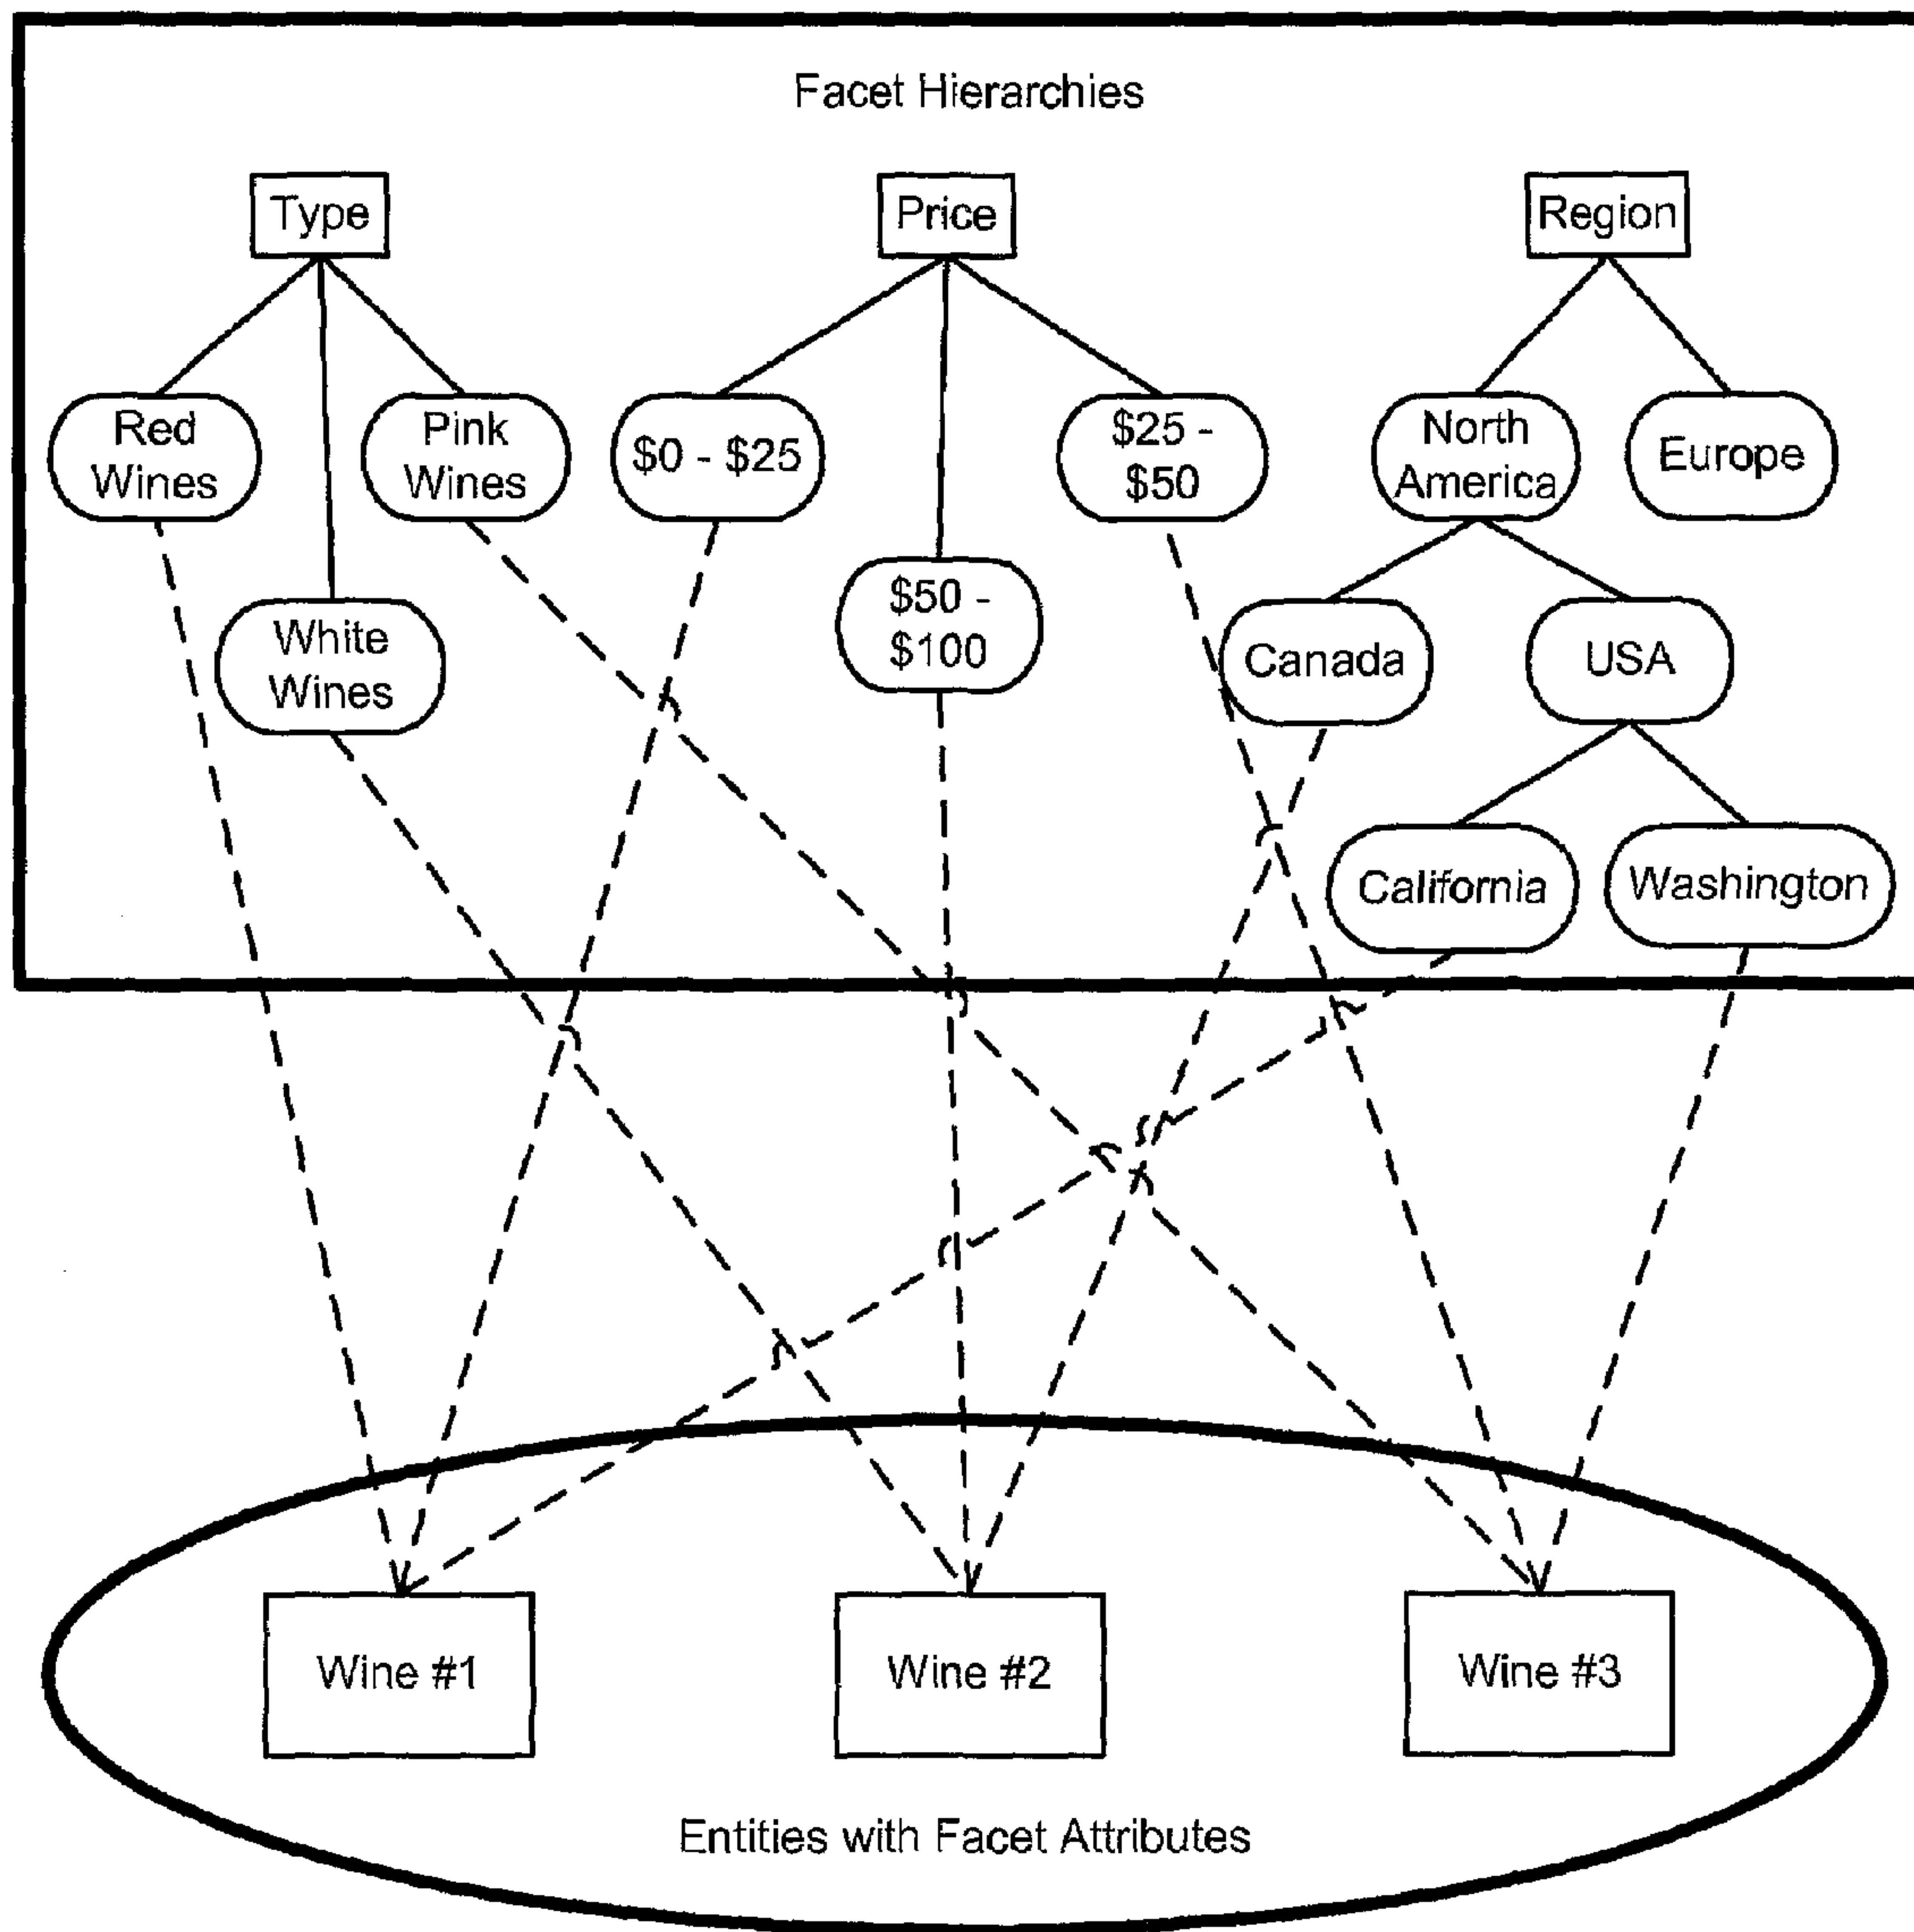 Facet Hierarchies
Type
Price
Region
Red
Wines
Pink
Wines
$0 - $25
$25 -
$50
North
America
Europe
White
Wines
$50 -
$100
Canada
USA
California
Washington
Wine #1
Wine #2
Wine #3
Entities with Facet Attributes